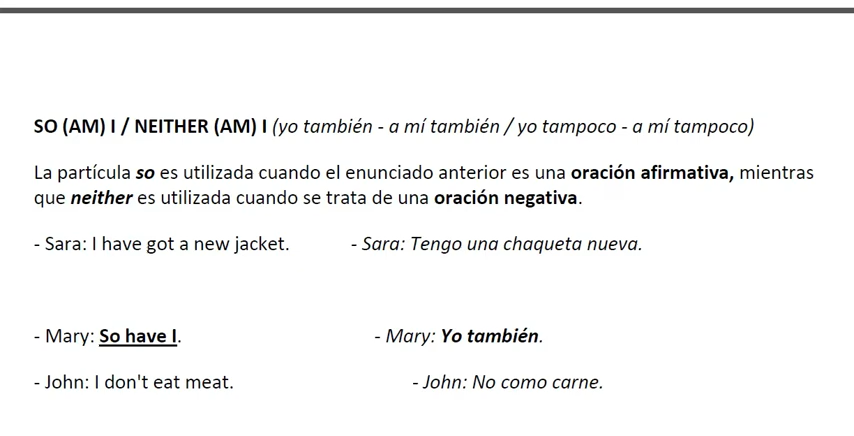 SO (AM) I / NEITHER (AM) I (yo también - a mí también / yo tampoco - a mí tampoco)
La partícula so es utilizada cuando el enunciado anterior es una oración afirmativa, mientras
que neither es utilizada cuando se trata de una oración negativa.
- Sara: I have got a new jacket. - Sara: Tengo una chaqueta nueva.
- Mary: So have I. - Mary: Yo también.
- John: I don't eat meat. - John: No como carne.